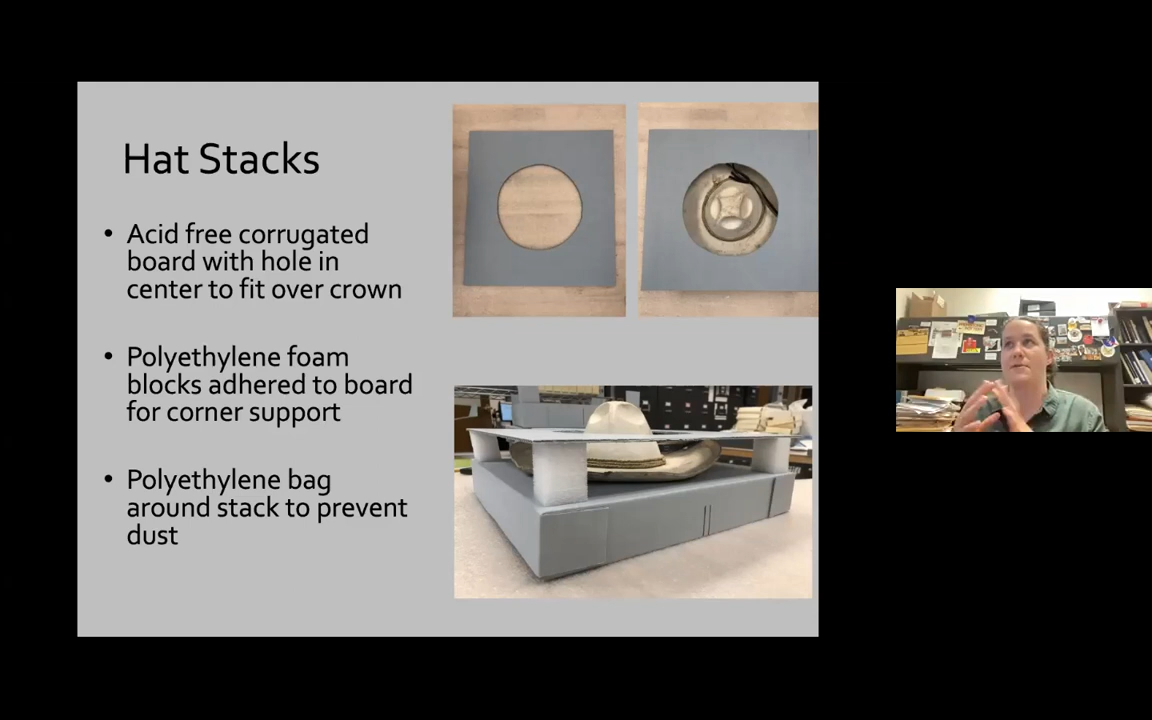 Hat Stacks
• Acid free corrugated
board with hole in
center to fit over crown
• Polyethylene foam
blocks adhered to board
for corner support
• Polyethylene bag
around stack to prevent
dust